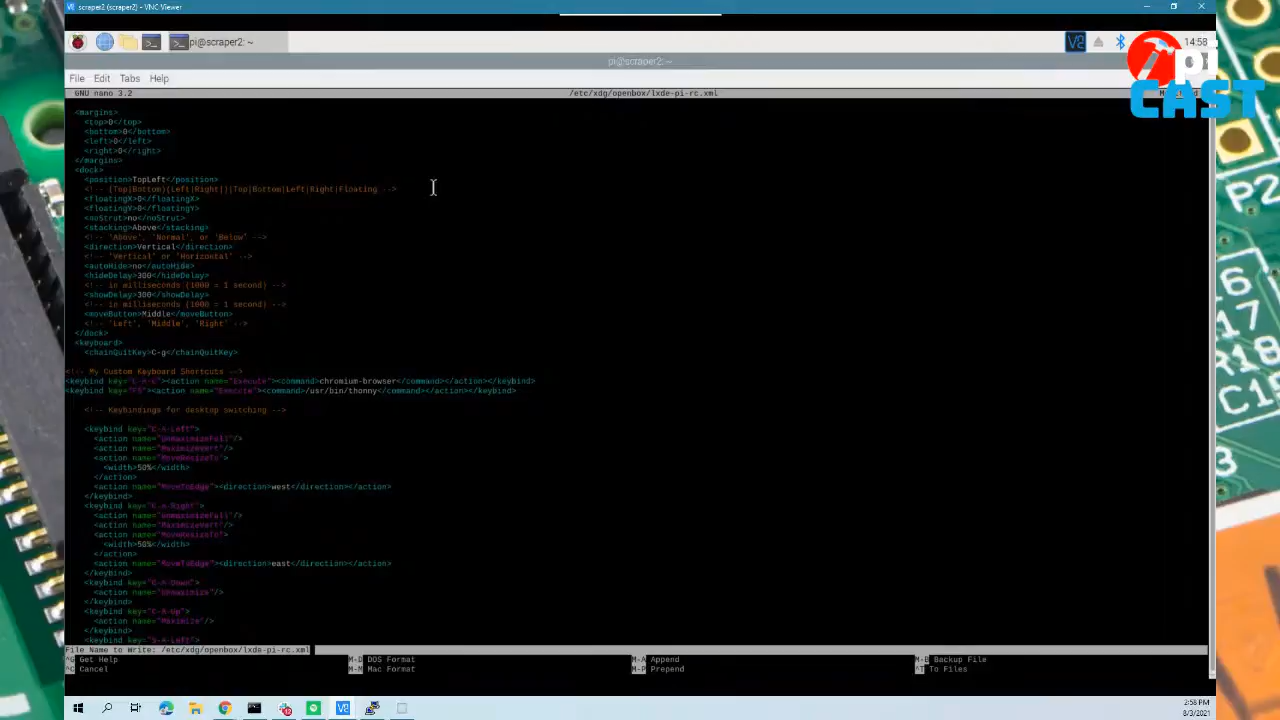 scraper2 (scraper2) - VNC Viewer
pi@scraper2: ~
14:58
pi@scraper2: ~
File Edit Tabs Help
GNU nano 3.2 /etc/xdg/openbox/lxde-pi-rc.xml
<margins>
<top>0</top>
<bottom>0</bottom>
<left>0</left>
<right>0</right>
</margins>
<dock>
<position>TopLeft</position>
<!-- (Top|Bottom)(Left|Right|)|Top|Bottom|Left|Right|Floating -->
<floatingX>0</floatingX>
<floatingY>0</floatingY>
<noStrut>no</noStrut>
<stacking>Above</stacking>
<!-- 'Above', 'Normal', or 'Below' -->
<direction>Vertical</direction>
<!-- 'Vertical' or 'Horizontal' -->
<autoHide>no</autoHide>
<hideDelay>300</hideDelay>
<!-- in milliseconds (1000 = 1 second) -->
<showDelay>300</showDelay>
<!-- in milliseconds (1000 = 1 second) -->
<moveButton>Middle</moveButton>
<!-- 'Left', 'Middle', 'Right' -->
</dock>
<keyboard>
<chainQuitKey>C-g</chainQuitKey>
<!-- My Custom Keyboard Shortcuts -->
<keybind key="C-A-c"><action name="Execute"><command>chromium-browser</command></action></keybind>
<keybind key="F6"><action name="Execute"><command>/usr/bin/thonny</command></action></keybind>
<!-- Keybindings for desktop switching -->
<keybind key="C-A-Left">
<action name="UnmaximizeFull"/>
<action name="MaximizeVert"/>
<action name="MoveResizeTo">
<width>50%</width>
</action>
<action name="MoveToEdge"><direction>west</direction></action>
</keybind>
<keybind key="C-A-Right">
<action name="UnmaximizeFull"/>
<action name="MaximizeVert"/>
<action name="MoveResizeTo">
<width>50%</width>
</action>
<action name="MoveToEdge"><direction>east</direction></action>
</keybind>
<keybind key="C-A-Down">
<action name="Unmaximize"/>
</keybind>
<keybind key="C-A-Up">
<action name="Maximize"/>
</keybind>
<keybind key="S-A-Left">
File Name to Write: /etc/xdg/openbox/lxde-pi-rc.xml
^G Get Help M-D DOS Format M-A Append M-B Backup File
^C Cancel M-M Mac Format M-P Prepend ^T To Files
2:58 PM
8/3/2021
pi
CAST